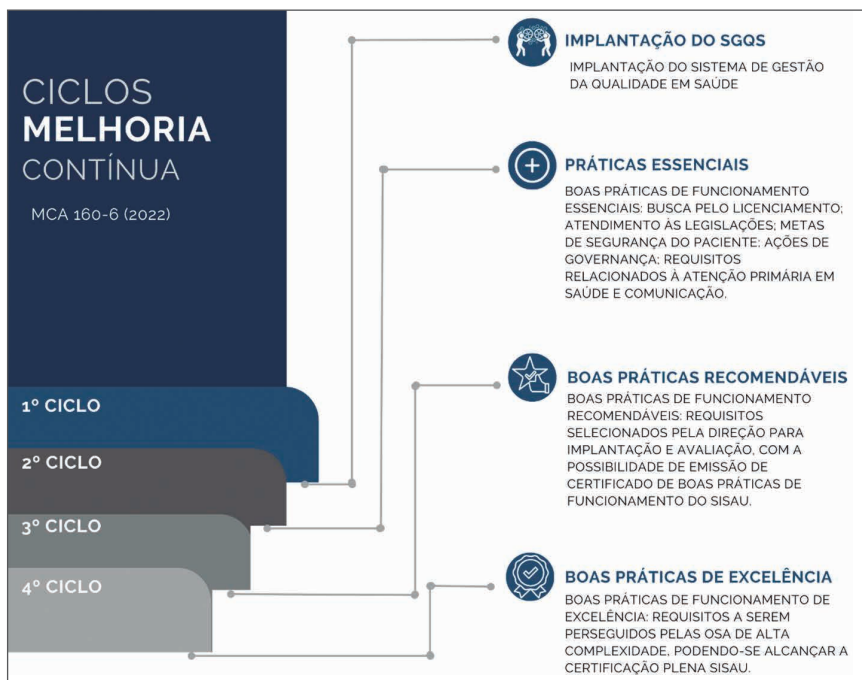 CICLOS
MELHORIA
CONTÍNUA
MCA 160-6 (2022)
1º CICLO
2º CICLO
3º CICLO
4º CICLO
IMPLANTAÇÃO DO SGQS
IMPLANTAÇÃO DO SISTEMA DE GESTÃO
DA QUALIDADE EM SAÚDE
PRÁTICAS ESSENCIAIS
BOAS PRÁTICAS DE FUNCIONAMENTO
ESSENCIAIS: BUSCA PELO LICENCIAMENTO;
ATENDIMENTO ÀS LEGISLAÇÕES; METAS
DE SEGURANÇA DO PACIENTE; AÇÕES DE
GOVERNANÇA; REQUISITOS
RELACIONADOS À ATENÇÃO PRIMÁRIA EM
SAÚDE E COMUNICAÇÃO.
BOAS PRÁTICAS RECOMENDÁVEIS
BOAS PRÁTICAS DE FUNCIONAMENTO
RECOMENDÁVEIS: REQUISITOS
SELECIONADOS PELA DIREÇÃO PARA
IMPLANTAÇÃO E AVALIAÇÃO, COM A
POSSIBILIDADE DE EMISSÃO DE
CERTIFICADO DE BOAS PRÁTICAS DE
FUNCIONAMENTO DO SISAU.
BOAS PRÁTICAS DE EXCELÊNCIA
BOAS PRÁTICAS DE FUNCIONAMENTO DE
EXCELÊNCIA: REQUISITOS A SEREM
PERSEGUIDOS PELAS OSA DE ALTA
COMPLEXIDADE, PODENDO-SE ALCANÇAR A
CERTIFICAÇÃO PLENA SISAU.